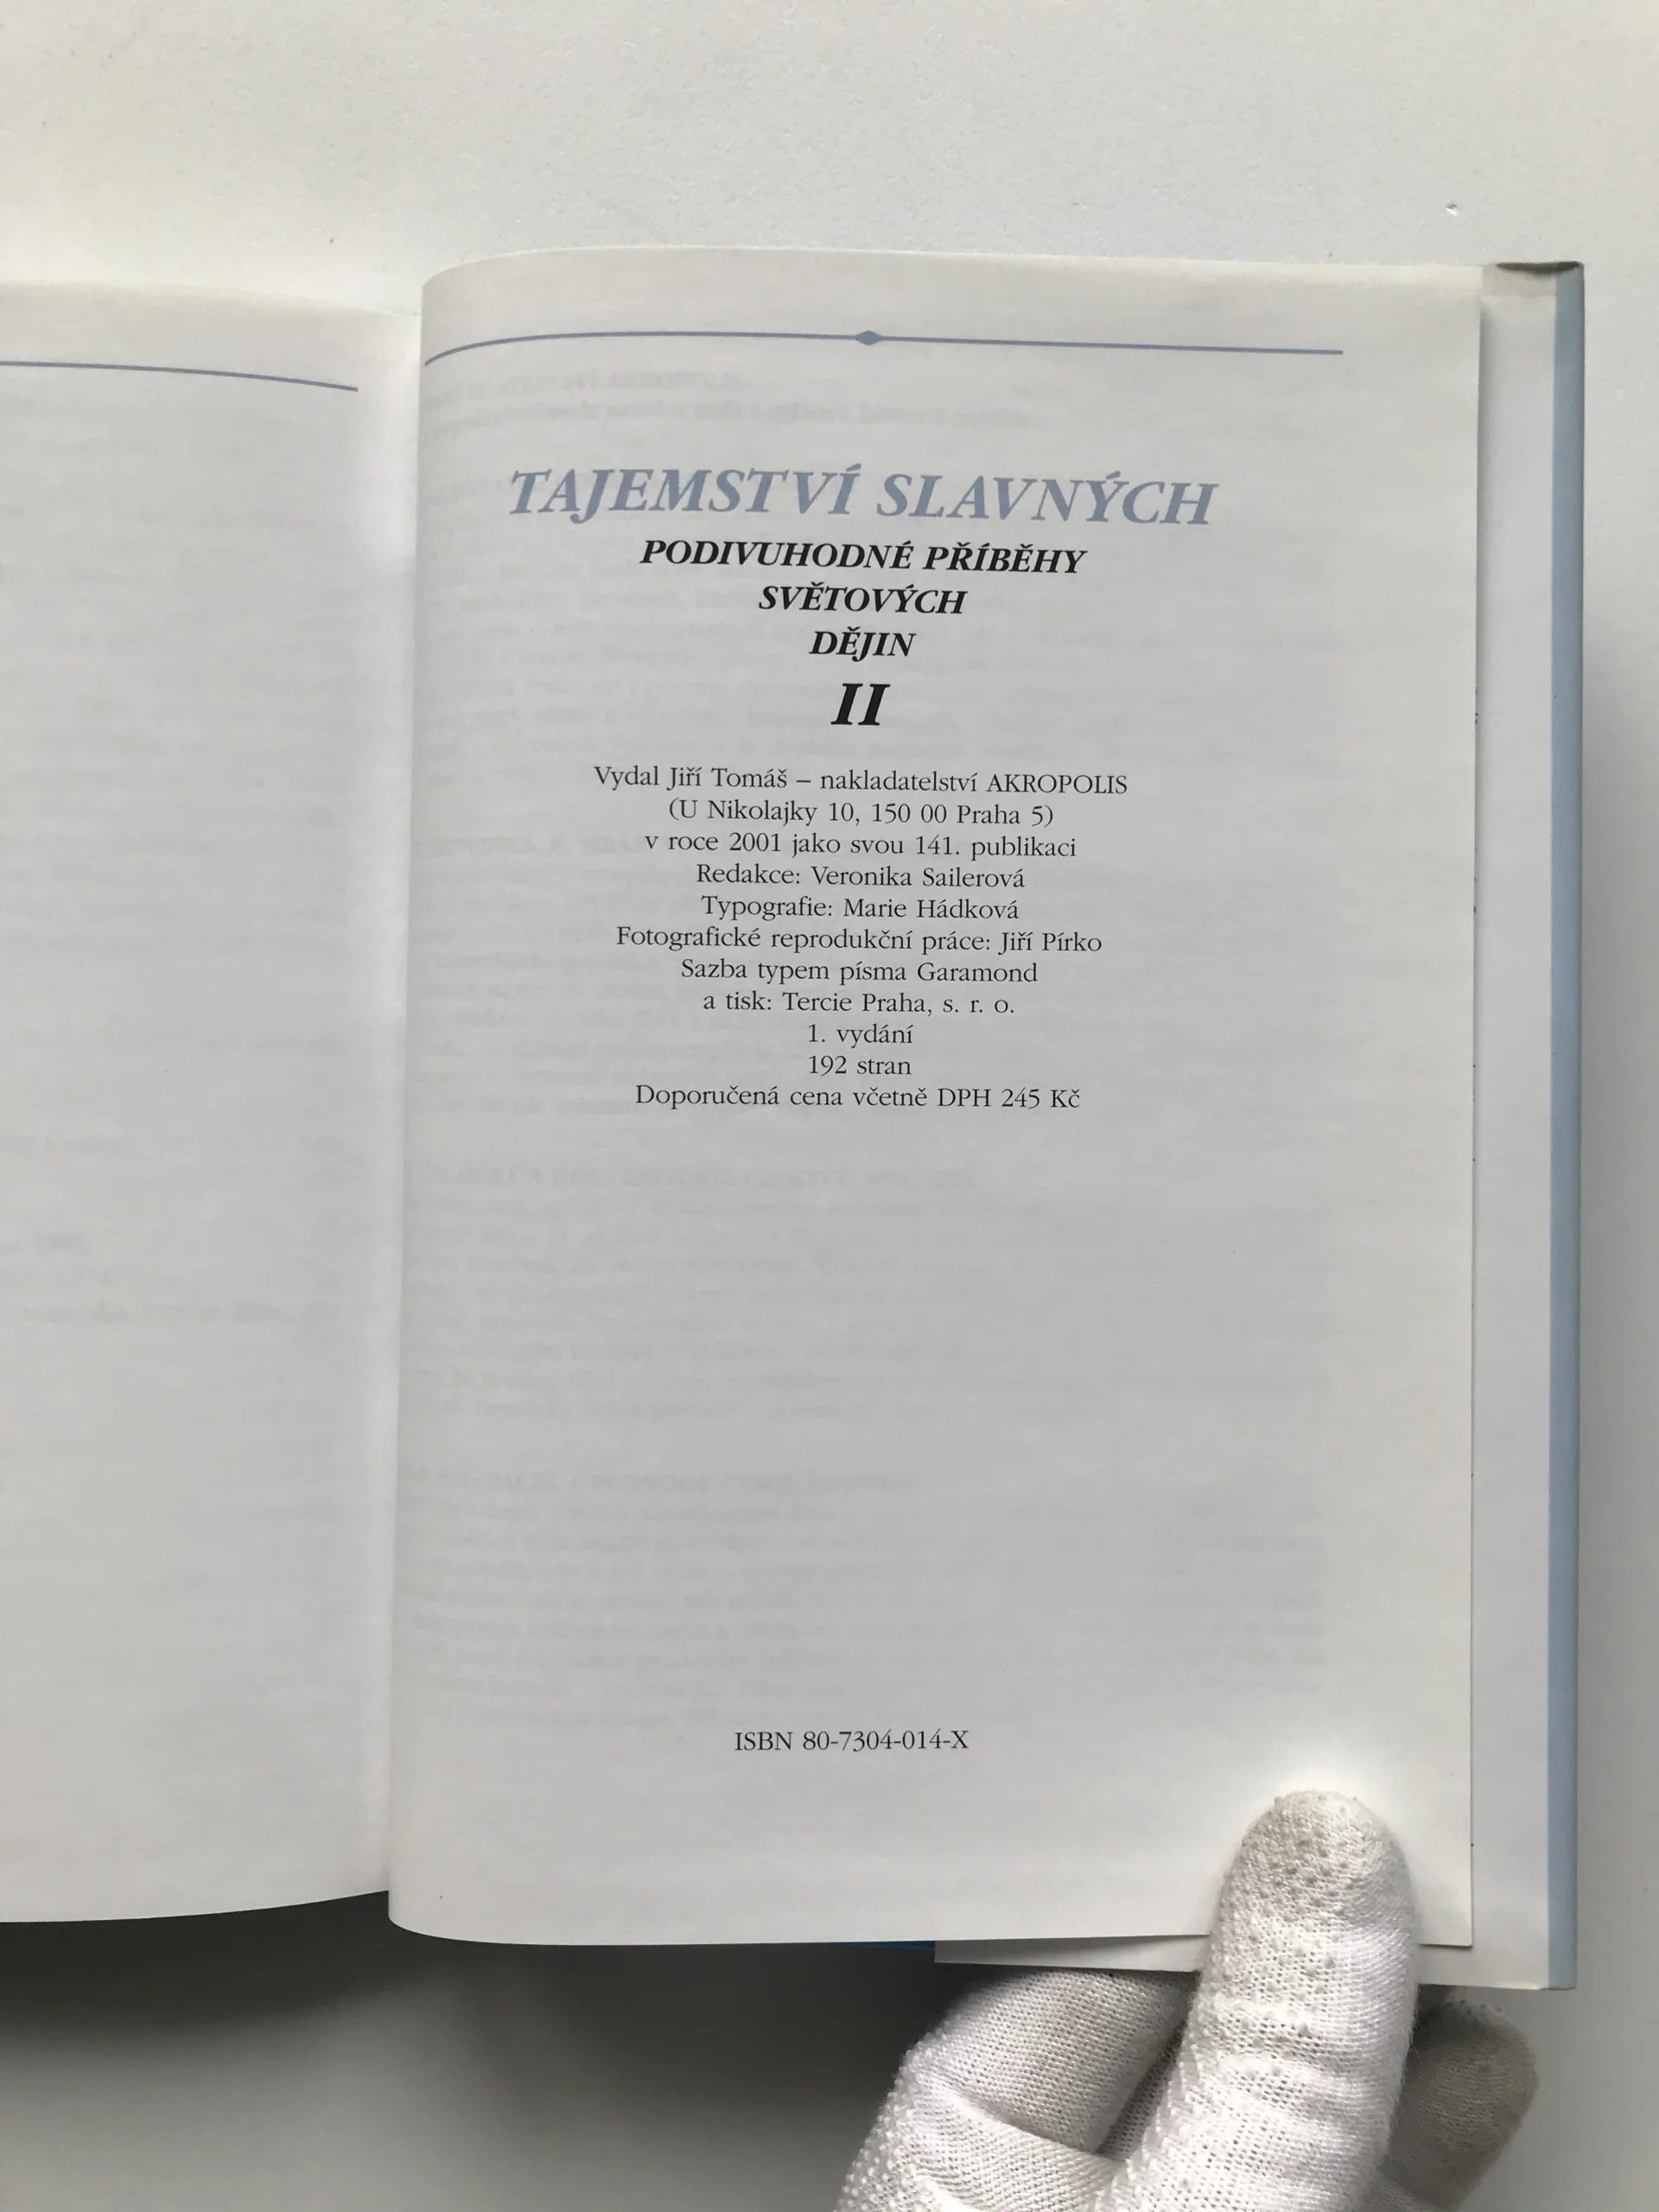 TAJEMSTVÍ SLAVNÝCH
PODIVUHODNÉ PŘÍBĚHY
SVĚTOVÝCH
DĚJIN
II
Vydal Jiří Tomáš – nakladatelství AKROPOLIS
(U Nikolajky 10, 150 00 Praha 5)
v roce 2001 jako svou 141. publikaci
Redakce: Veronika Sailerová
Typografie: Marie Hádková
Fotografické reprodukční práce: Jiří Pírko
Sazba typem písma Garamond
a tisk: Tercie Praha, s. r. o.
1. vydání
192 stran
Doporučená cena včetně DPH 245 Kč
ISBN 80-7304-014-X